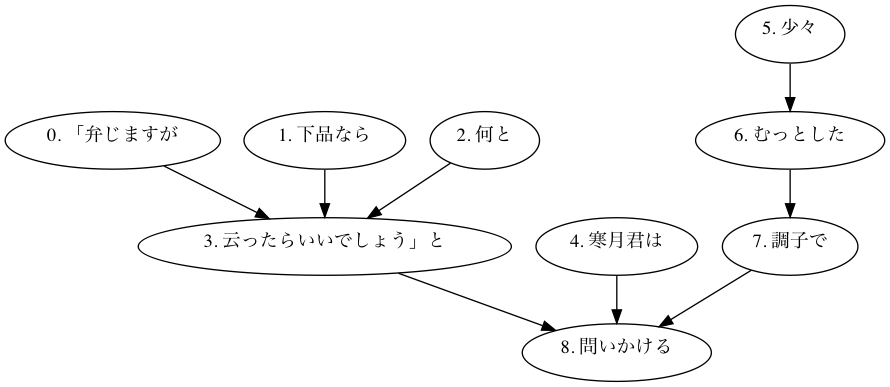 5. 少々
0. 「弁じますが
1. 下品なら
2. 何と
6. むっとした
3. 云ったらいいでしょう」と
4. 寒月君は
7. 調子で
8. 問いかける